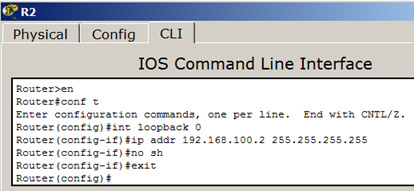 R2
Physical Config CLI
IOS Command Line Interface
Router>en
Router#conf t
Enter configuration commands, one per line.  End with CNTL/Z.
Router(config)#int loopback 0
Router(config-if)#ip addr 192.168.100.2 255.255.255.255
Router(config-if)#no sh
Router(config-if)#exit
Router(config)#